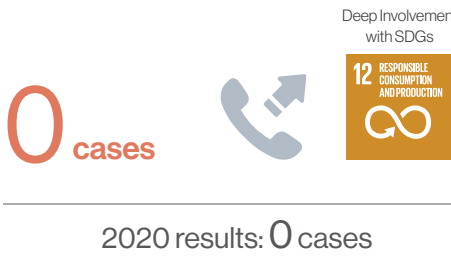 Deep Involvemen
with SDGs
12 RESPONSIBLE
CONSUMPTION
AND PRODUCTION
0 cases
2020 results: 0 cases